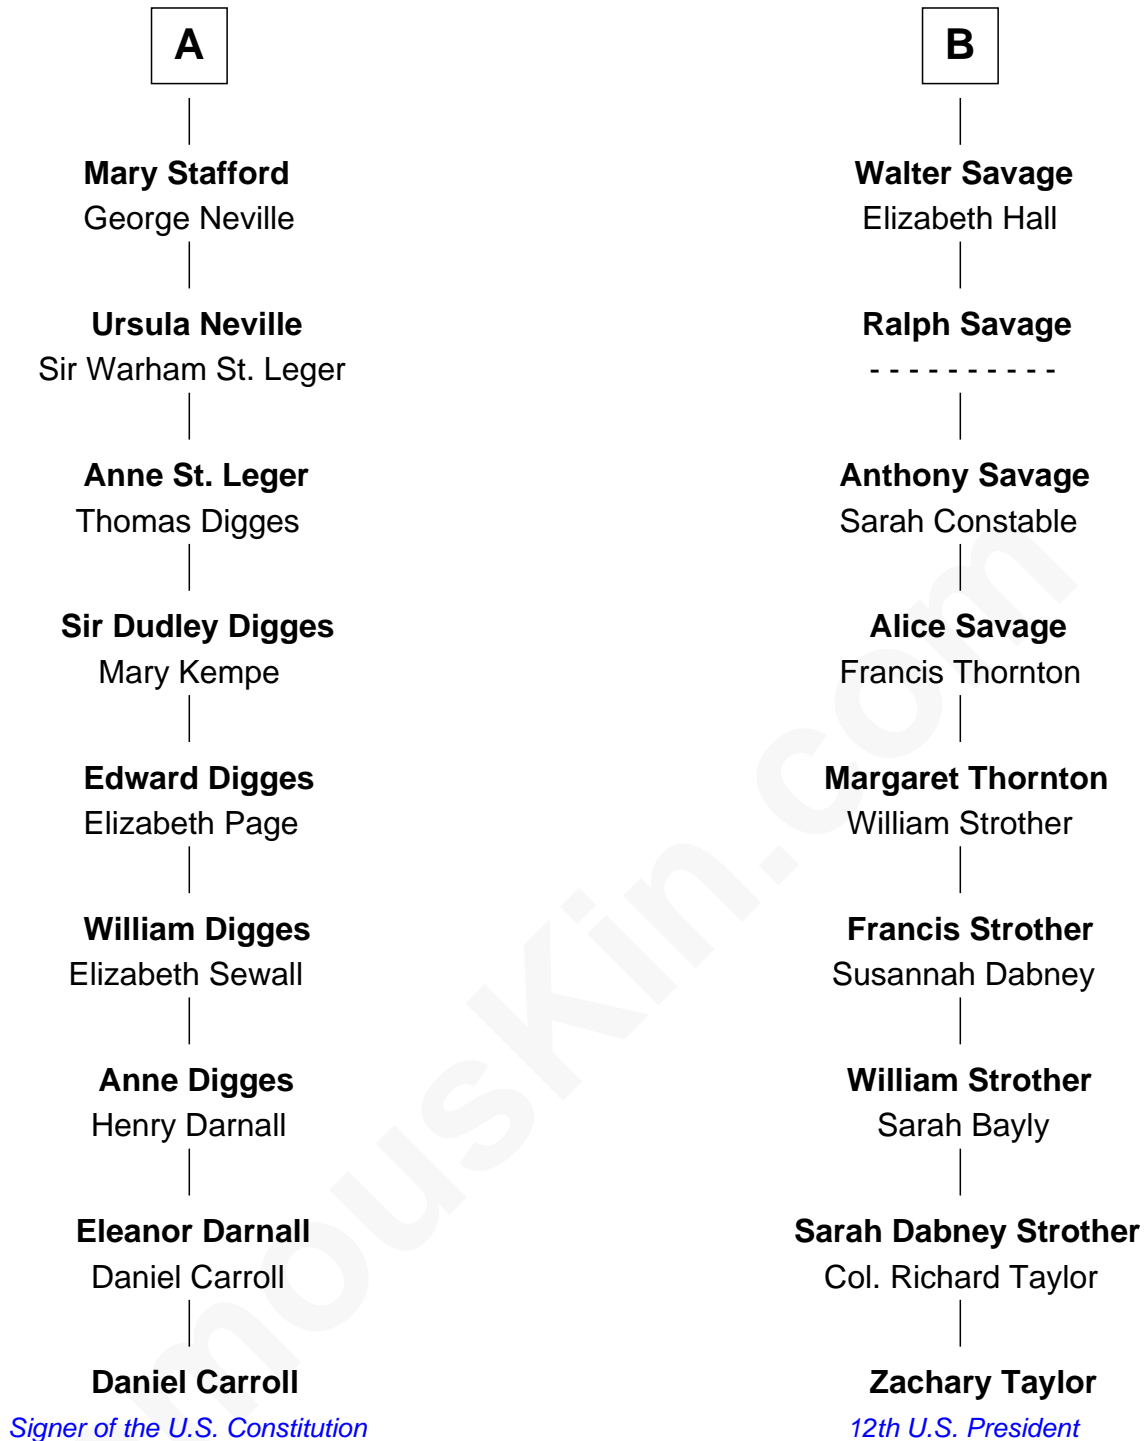 A
Mary Stafford
George Neville
Ursula Neville
Sir Warham St. Leger
Anne St. Leger
Thomas Digges
Sir Dudley Digges
Mary Kempe
Edward Digges
Elizabeth Page
William Digges
Elizabeth Sewall
Anne Digges
Henry Darnall
Eleanor Darnall
Daniel Carroll
Daniel Carroll
Signer of the U.S. Constitution
B
Walter Savage
Elizabeth Hall
Ralph Savage
- - - - - - - - - -
Anthony Savage
Sarah Constable
Alice Savage
Francis Thornton
Margaret Thornton
William Strother
Francis Strother
Susannah Dabney
William Strother
Sarah Bayly
Sarah Dabney Strother
Col. Richard Taylor
Zachary Taylor
12th U.S. President
mouskin.com